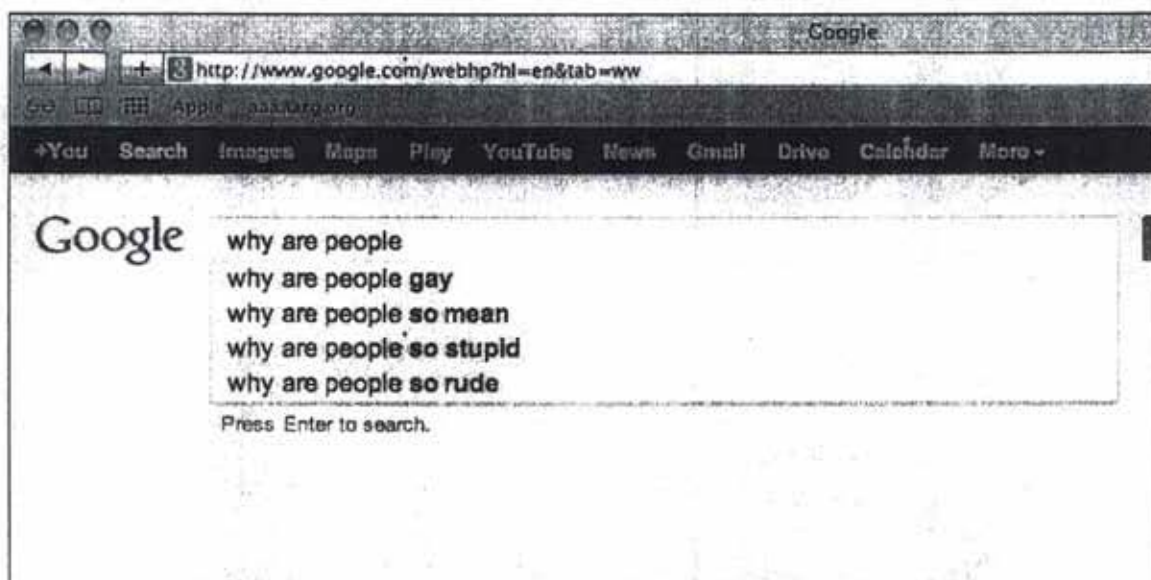 Google
http://www.google.com/webhp?hl=en&tab=ww
Apple
+You Search Images Maps Play YouTube News Gmail Drive Calendar More
Google
why are people
why are people gay
why are people so mean
why are people so stupid
why are people so rude
Press Enter to search.